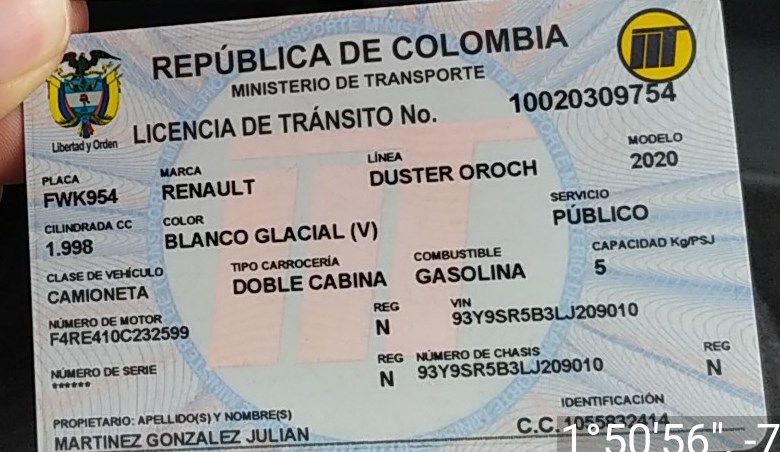 REPÚBLICA DE COLOMBIA
MINISTERIO DE TRANSPORTE
Libertad y Orden
LICENCIA DE TRÁNSITO No. 10020309754
PLACA MARCA LÍNEA MODELO
FWK954 RENAULT DUSTER OROCH 2020
CILINDRADA CC COLOR SERVICIO
1.998 BLANCO GLACIAL (V) PÚBLICO
CLASE DE VEHÍCULO TIPO CARROCERÍA COMBUSTIBLE CAPACIDAD Kg/PSJ
CAMIONETA DOBLE CABINA GASOLINA 5
NÚMERO DE MOTOR REG VIN
F4RE410C232599 N 93Y9SR5B3LJ209010
NÚMERO DE SERIE REG NÚMERO DE CHASIS REG
****** N 93Y9SR5B3LJ209010 N
PROPIETARIO: APELLIDO(S) Y NOMBRE(S) IDENTIFICACIÓN
MARTINEZ GONZALEZ JULIAN C.C. 1055832414
1°50'56", -7